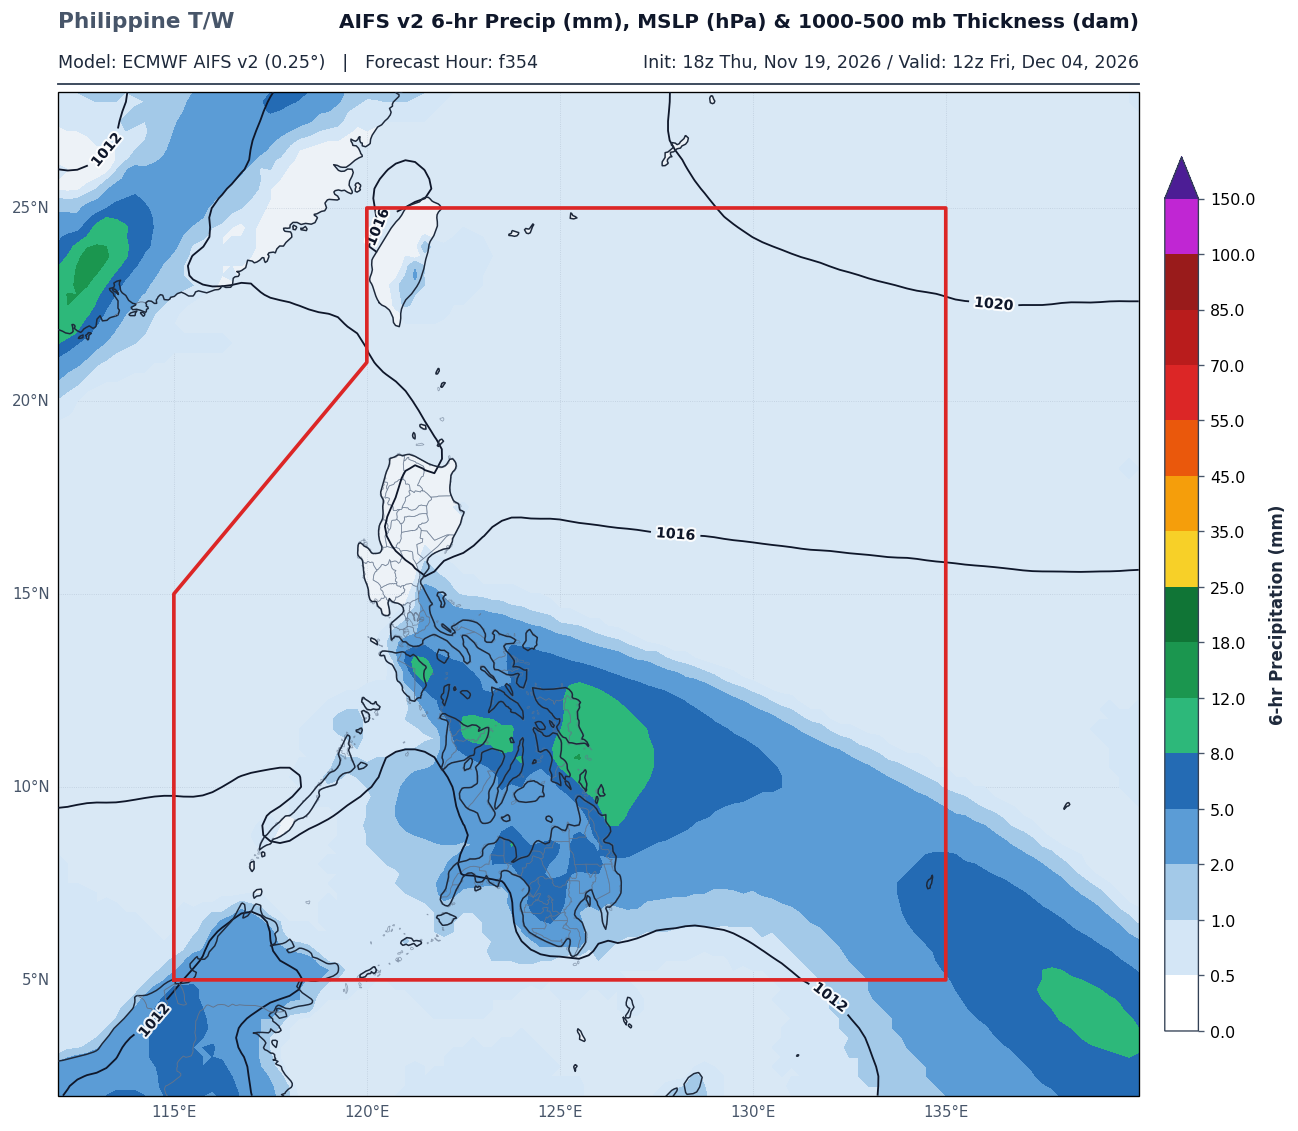 Philippine T/W
AIFS v2 6-hr Precip (mm), MSLP (hPa) & 1000-500 mb Thickness (dam)
Model: ECMWF AIFS v2 (0.25°)   |   Forecast Hour: f354
Init: 18z Thu, Nov 19, 2026 / Valid: 12z Fri, Dec 04, 2026
1012
1016
1020
1016
1012
1012
25°N
20°N
15°N
10°N
5°N
115°E
120°E
125°E
130°E
135°E
150.0
100.0
85.0
70.0
55.0
45.0
35.0
25.0
18.0
12.0
8.0
5.0
2.0
1.0
0.5
0.0
6-hr Precipitation (mm)